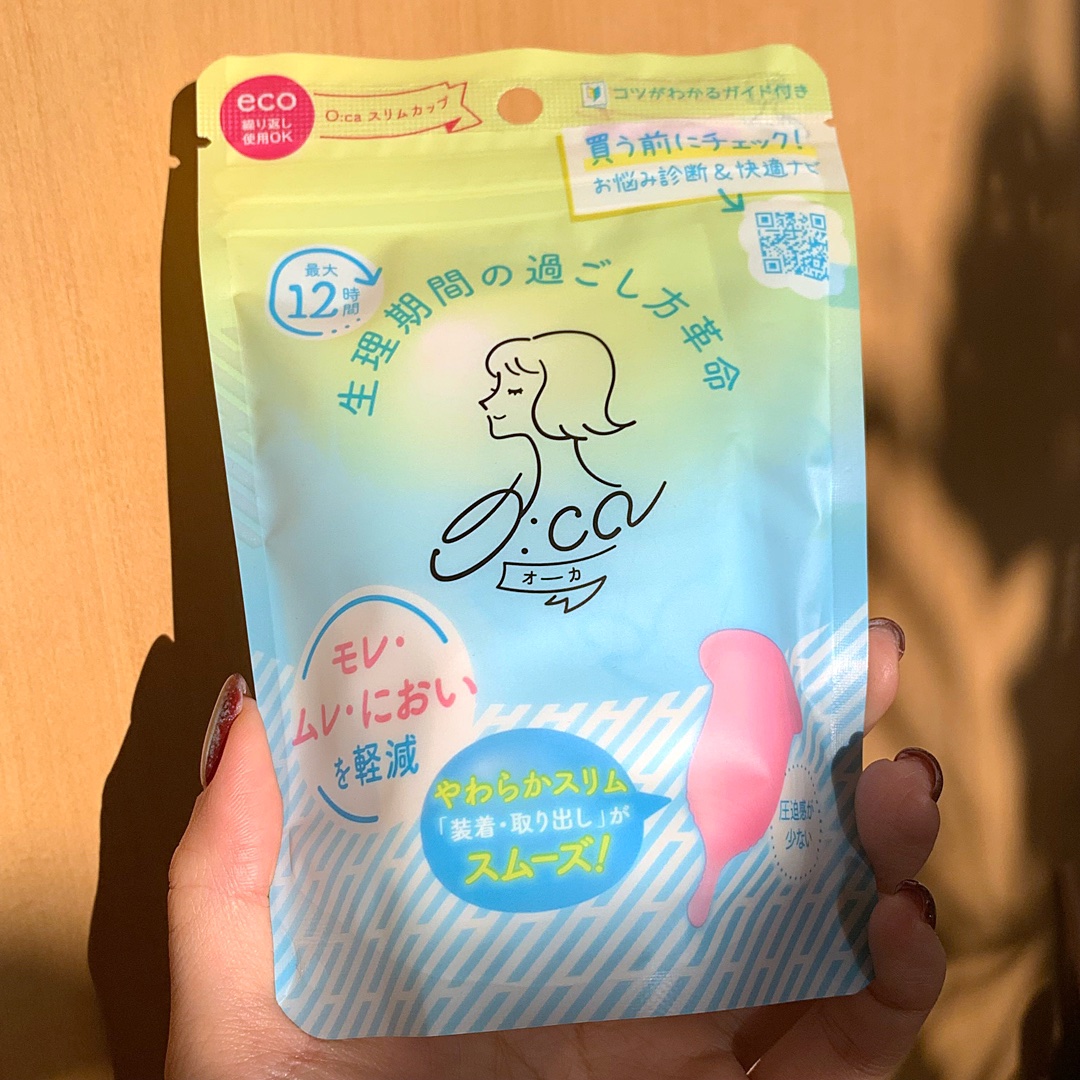 eco
繰り返し
使用OK
O:ca スリムカップ
コツがわかるガイド付き
買う前にチェック!
お悩み診断&快適ナビ
最大
12時間
生理期間の過ごし方革命
O:ca
オーカ
モレ・
ムレ・におい
を軽減
やわらかスリム
「装着・取り出し」が
スムーズ!
圧迫感が
少ない